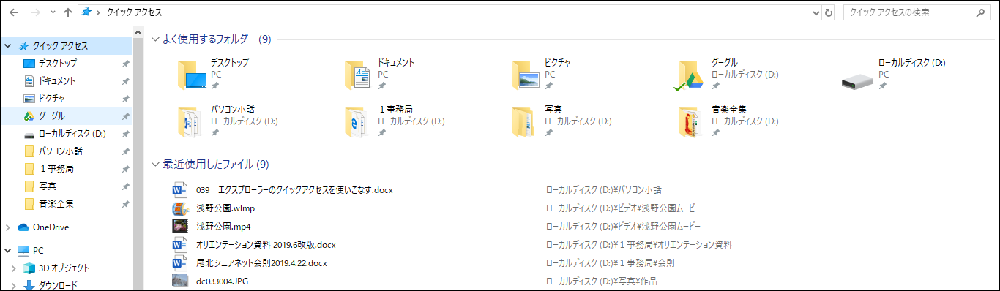 クイック アクセス
クイック アクセスの検索
クイック アクセス
デスクトップ
ドキュメント
ピクチャ
グーグル
ローカルディスク (D:)
パソコン小話
１事務局
写真
音楽全集
OneDrive
PC
3D オブジェクト
ダウンロード
よく使用するフォルダー (9)
デスクトップ
PC
ドキュメント
PC
ピクチャ
PC
グーグル
ローカルディスク (D:)
ローカルディスク (D:)
PC
パソコン小話
ローカルディスク (D:)
１事務局
ローカルディスク (D:)
写真
ローカルディスク (D:)
音楽全集
ローカルディスク (D:)
最近使用したファイル (9)
039　エクスプローラーのクイックアクセスを使いこなす.docx ローカルディスク (D:)¥パソコン小話
浅野公園.wlmp ローカルディスク (D:)¥ビデオ¥浅野公園ムービー
浅野公園.mp4 ローカルディスク (D:)¥ビデオ¥浅野公園ムービー
オリエンテーション資料 2019.6改版.docx ローカルディスク (D:)¥１事務局¥オリエンテーション資料
尾北シニアネット会則2019.4.22.docx ローカルディスク (D:)¥１事務局¥会則
dc033004.JPG ローカルディスク (D:)¥写真¥作品